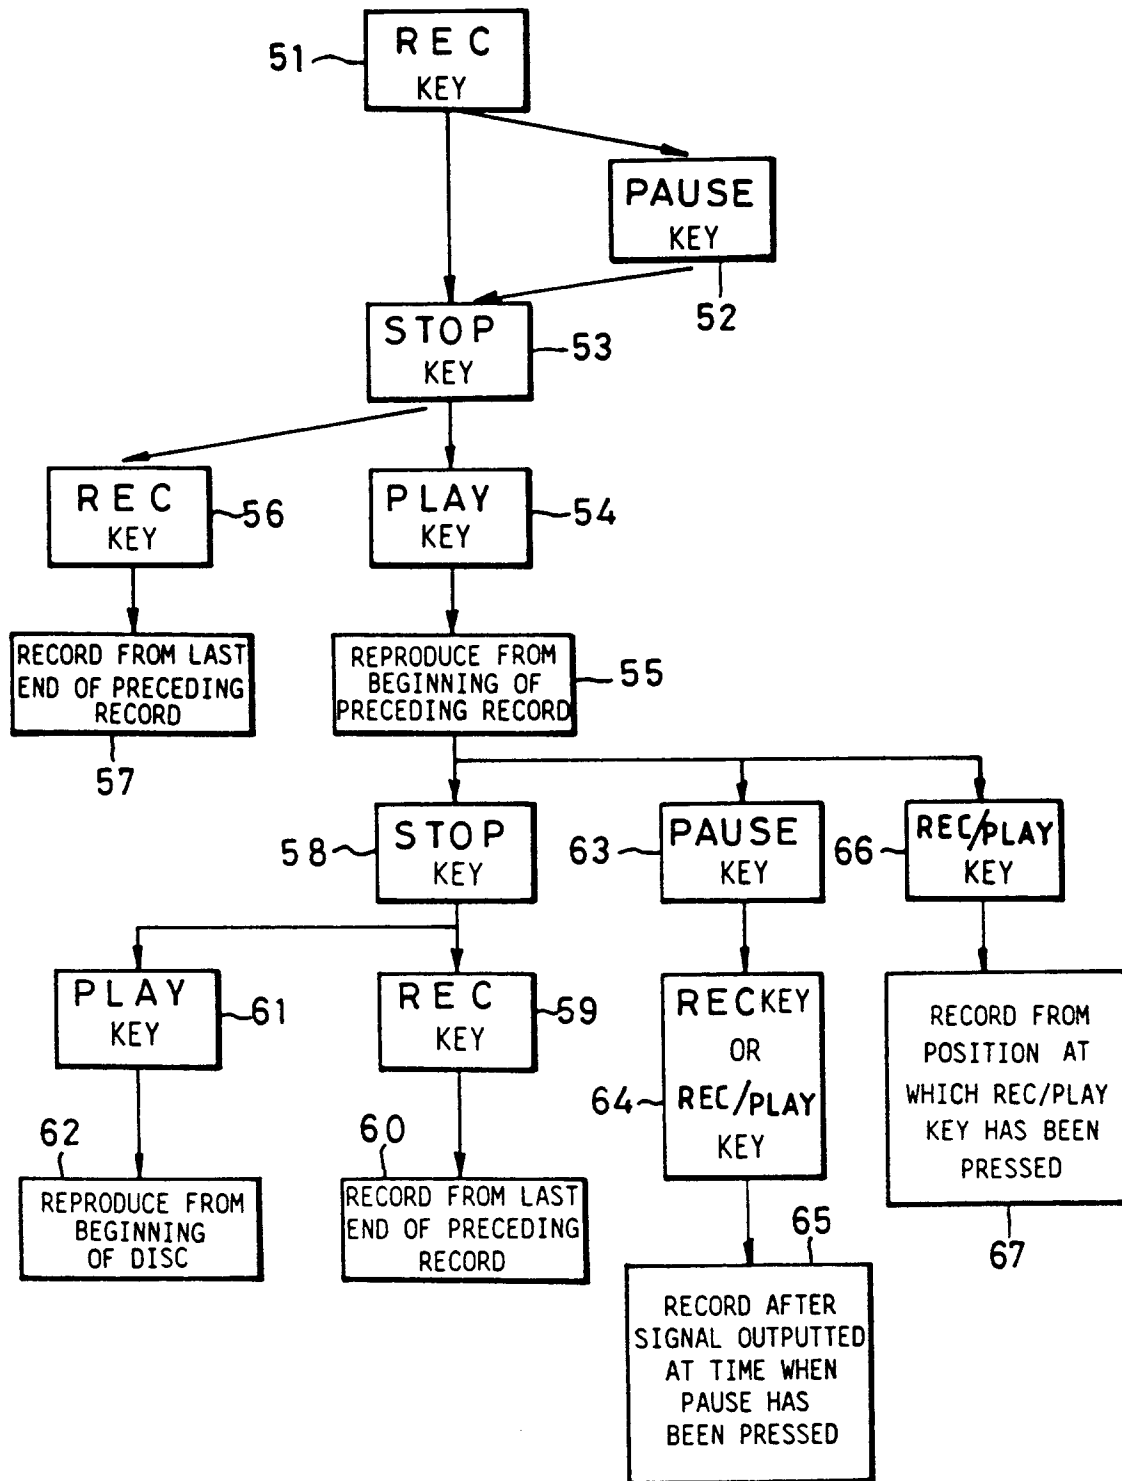 REC
KEY
51
PAUSE
KEY
52
STOP
KEY
53
REC
KEY
56
PLAY
KEY
54
RECORD FROM LAST
END OF PRECEDING
RECORD
57
REPRODUCE FROM
BEGINNING OF
PRECEDING RECORD
55
STOP
KEY
58
PAUSE
KEY
63
REC/PLAY
KEY
66
PLAY
KEY
61
REC
KEY
59
REC KEY
OR
REC/PLAY
KEY
64
RECORD FROM
POSITION AT
WHICH REC/PLAY
KEY HAS BEEN
PRESSED
67
62
REPRODUCE FROM
BEGINNING
OF DISC
60
RECORD FROM LAST
END OF PRECEDING
RECORD
65
RECORD AFTER
SIGNAL OUTPUTTED
AT TIME WHEN
PAUSE HAS
BEEN PRESSED